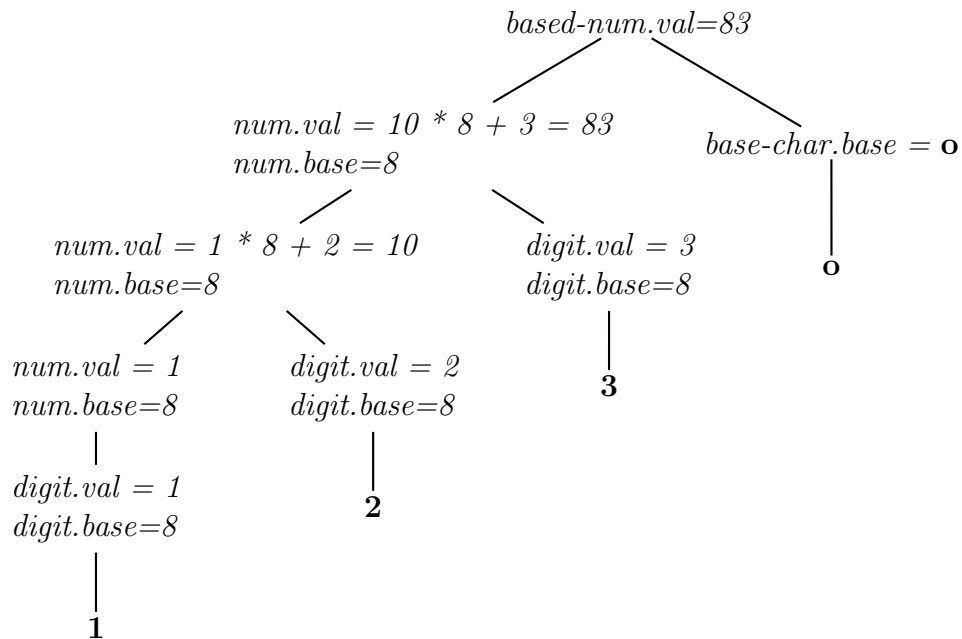 based-num.val=83
num.val = 10 * 8 + 3 = 83
num.base=8
base-char.base = o
num.val = 1 * 8 + 2 = 10
num.base=8
digit.val = 3
digit.base=8
o
num.val = 1
num.base=8
digit.val = 2
digit.base=8
3
digit.val = 1
digit.base=8
2
1